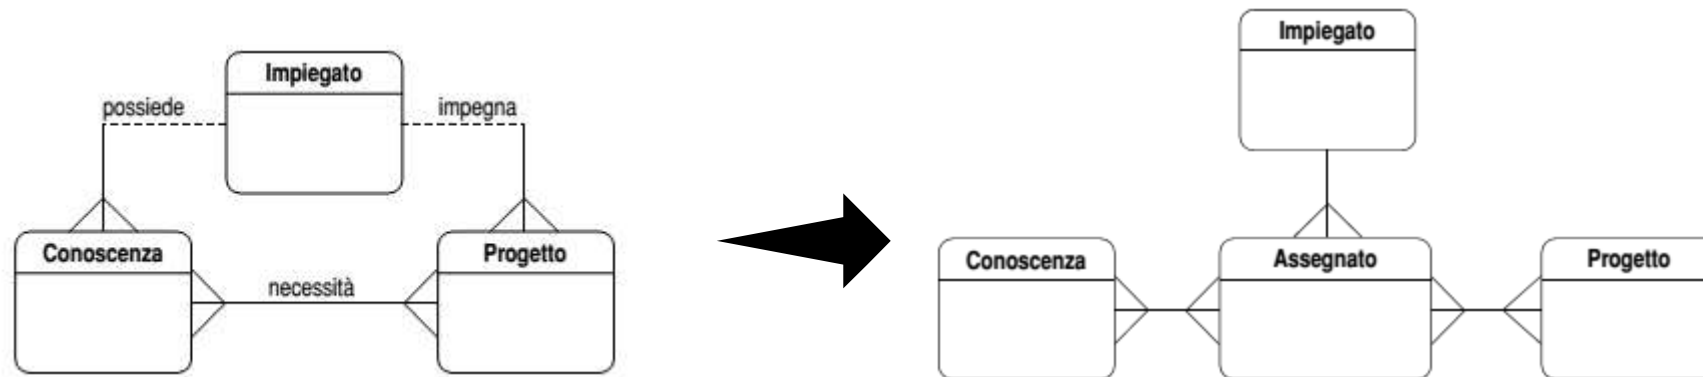 Impiegato
possiede
impegna
Conoscenza
necessità
Progetto
Impiegato
Conoscenza
Assegnato
Progetto